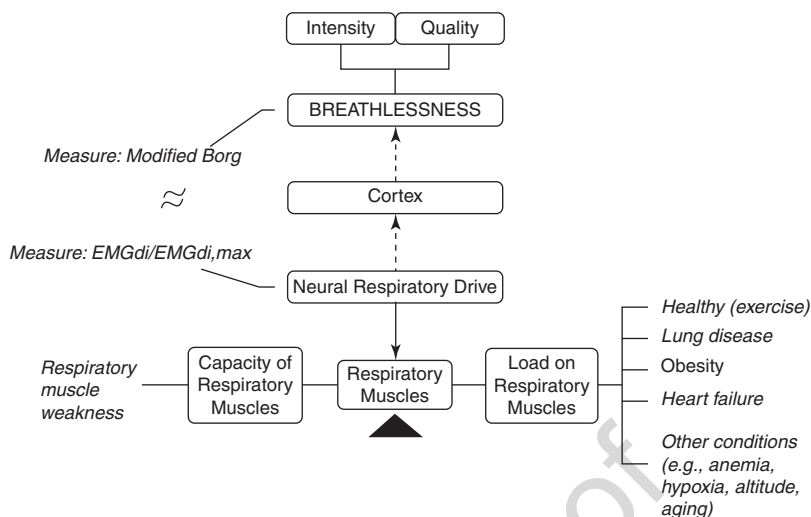 Intensity
Quality
BREATHLESSNESS
Measure: Modified Borg
≈
Cortex
Measure: EMGdi/EMGdi,max
Neural Respiratory Drive
Respiratory
muscle
weakness
Capacity of
Respiratory
Muscles
Respiratory
Muscles
Load on
Respiratory
Muscles
Healthy (exercise)
Lung disease
Obesity
Heart failure
Other conditions
(e.g., anemia,
hypoxia, altitude,
aging)
of